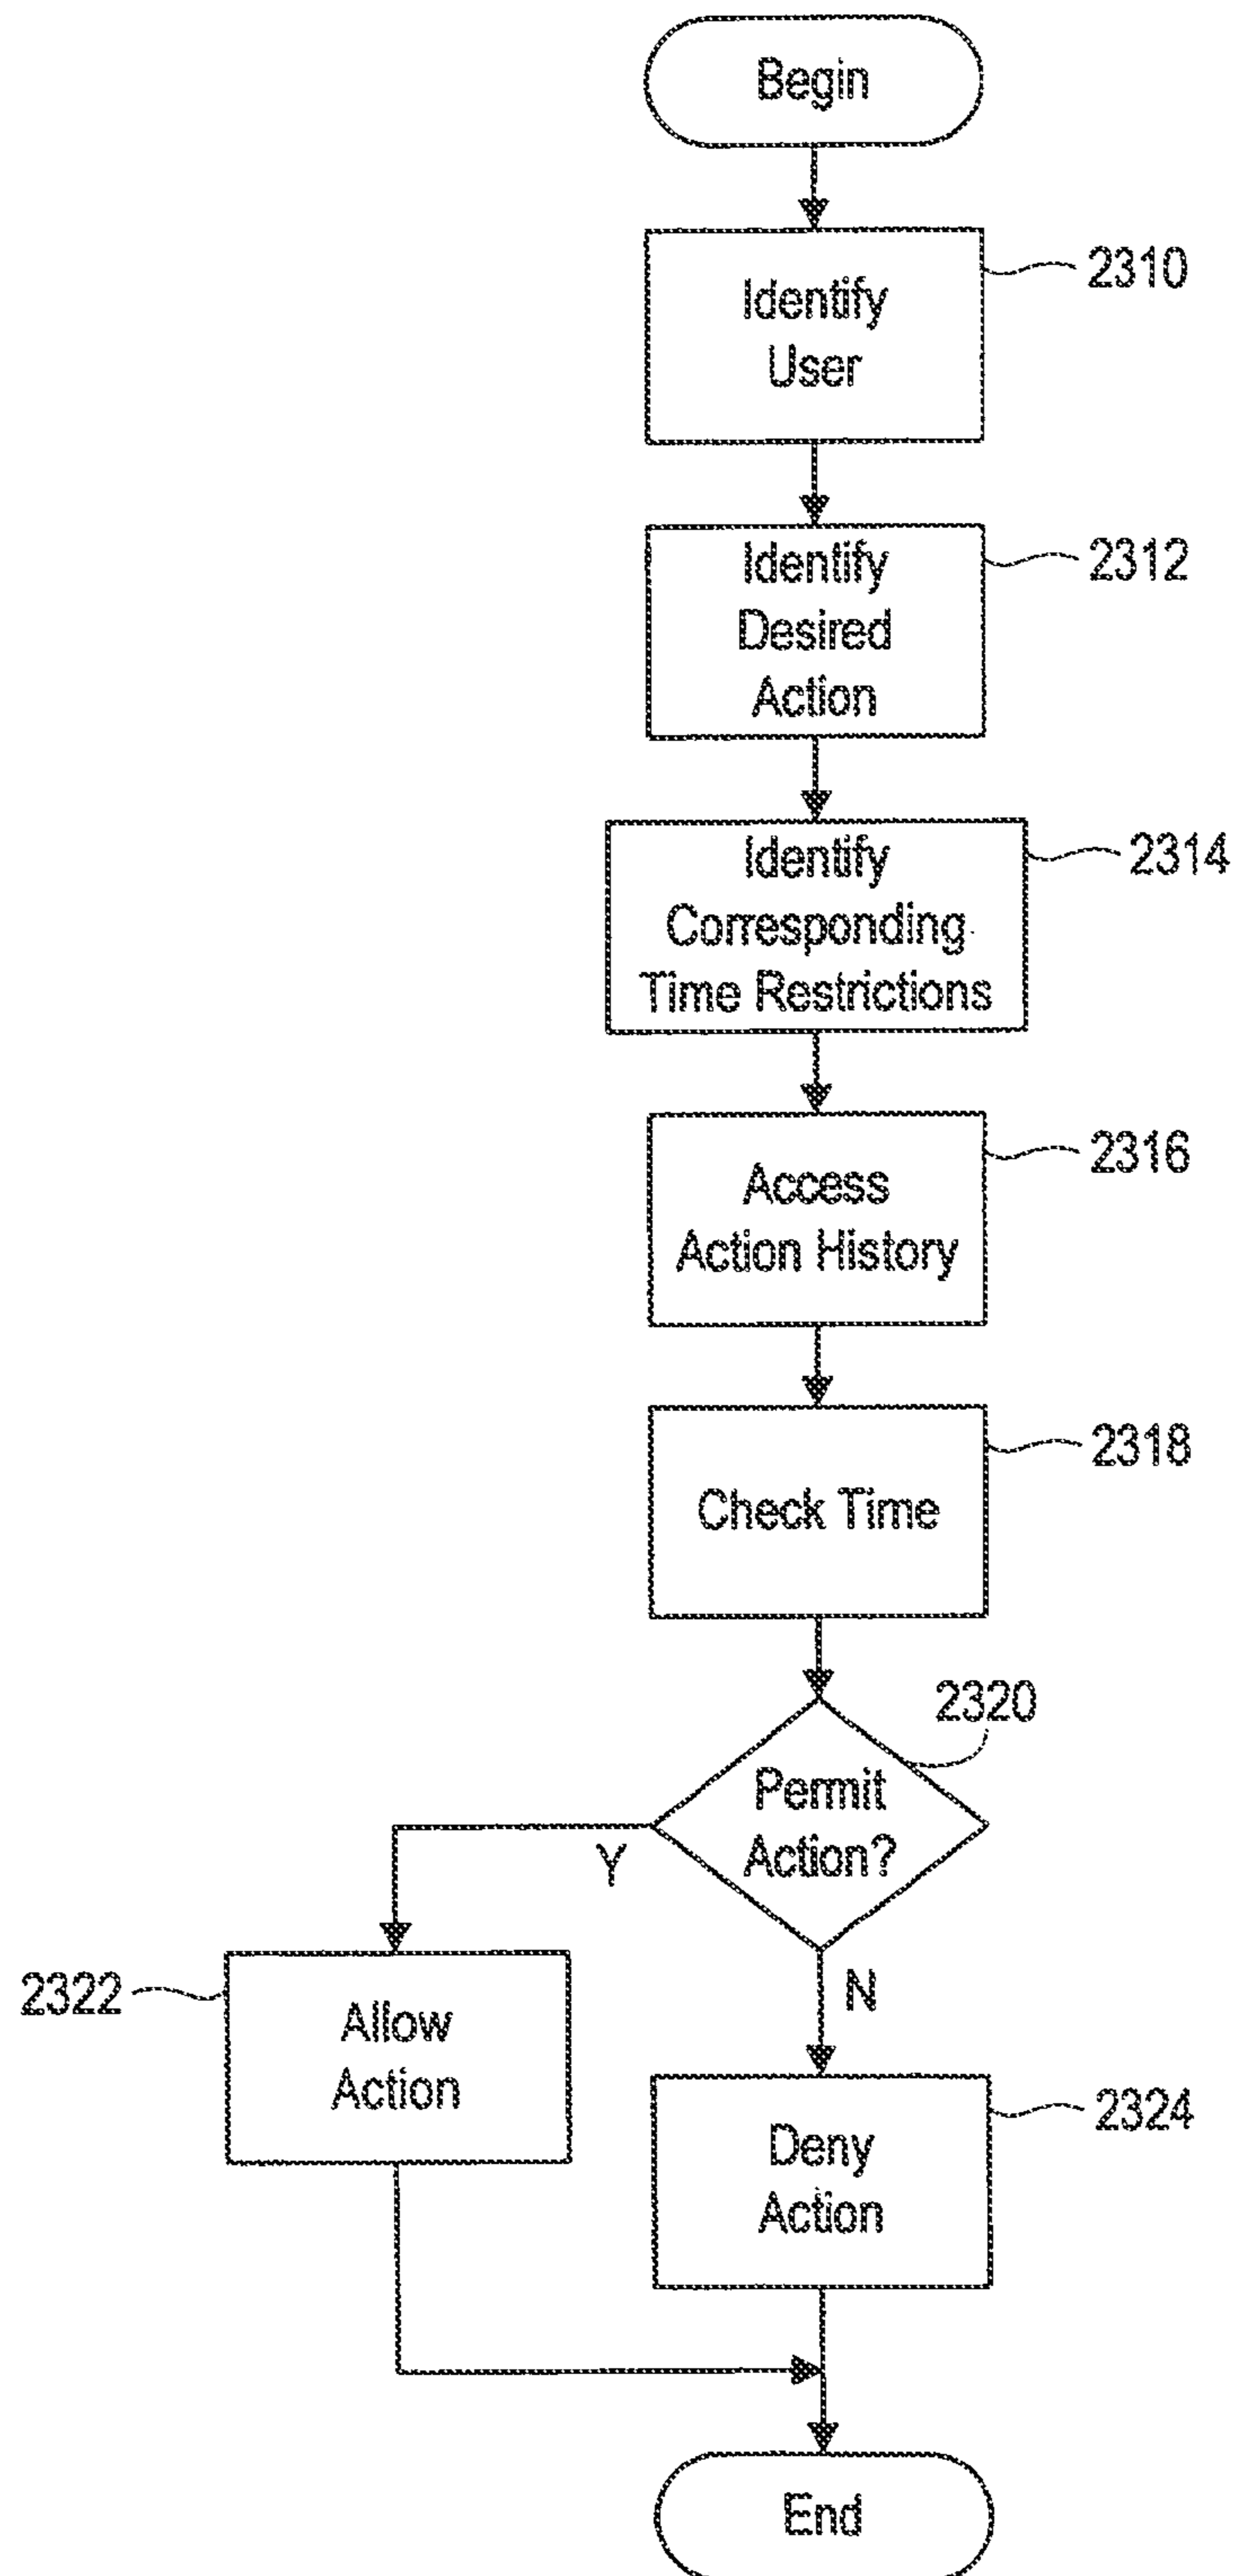 Begin
Identify
User
2310
Identify
Desired
Action
2312
Identify
Corresponding
Time Restrictions
2314
Access
Action History
2316
Check Time
2318
2320
Permit
Action?
Y
N
2322
Allow
Action
Deny
Action
2324
End